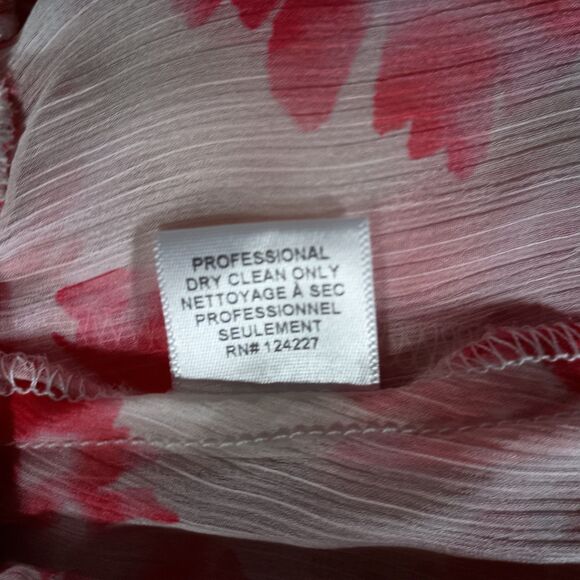 PROFESSIONAL
DRY CLEAN ONLY
NETTOYAGE À SEC
PROFESSIONNEL
SEULEMENT
RN# 124227